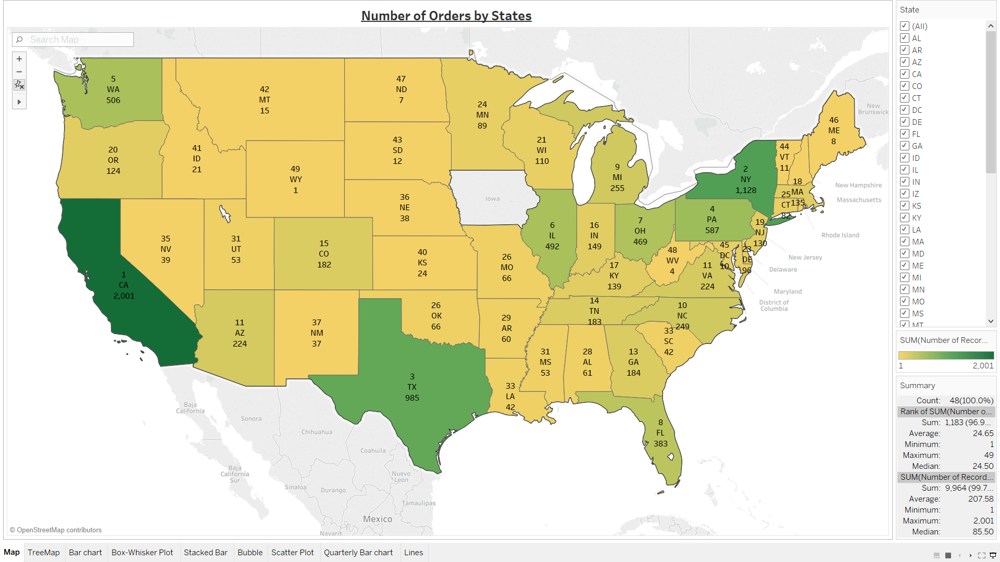 Number of Orders by States
Search Map
5
WA
506
42
MT
15
47
ND
7
24
MN
89
46
ME
8
New
Brunswick
20
OR
124
41
ID
21
43
SD
12
21
WI
110
49
WY
1
9
MI
255
2
NY
1,128
44
VT
11
18
MA
135
New Hampshire
Massachusetts
Iowa
36
NE
38
25
CT
82
4
PA
587
6
IL
492
16
IN
149
7
OH
469
19
NJ
130
Rhode Island
35
NV
39
31
UT
53
15
CO
182
40
KS
24
26
MO
66
48
WV
4
45
DC
10
23
DE
96
New Jersey
Delaware
Maryland
District of
Columbia
1
CA
2,001
17
KY
139
11
VA
224
11
AZ
224
37
NM
37
26
OK
66
29
AR
60
14
TN
183
10
NC
249
33
SC
42
3
TX
985
33
LA
42
31
MS
53
28
AL
61
13
GA
184
8
FL
383
Baja
California
Sonora
Chihuahua
Coahuila
Baja
California
Sur
Nuevo
León
Sinaloa
Durango
Tamaulipas
Mexico
Navarit
© OpenStreetMap contributors
State
(All)
AL
AR
AZ
CA
CO
CT
DC
DE
FL
GA
ID
IL
IN
IZ
KS
KY
LA
MA
MD
ME
MI
MN
MO
MS
MT
SUM(Number of Recor...
1 2,001
Summary
Count: 48(100.0%)
Rank of SUM(Number o...
Sum: 1,183 (96.9...
Average: 24.65
Minimum: 1
Maximum: 49
Median: 24.50
SUM(Number of Record...
Sum: 9,964 (99.7...
Average: 207.58
Minimum: 1
Maximum: 2,001
Median: 85.50
Map TreeMap Bar chart Box-Whisker Plot Stacked Bar Bubble Scatter Plot Quarterly Bar chart Lines